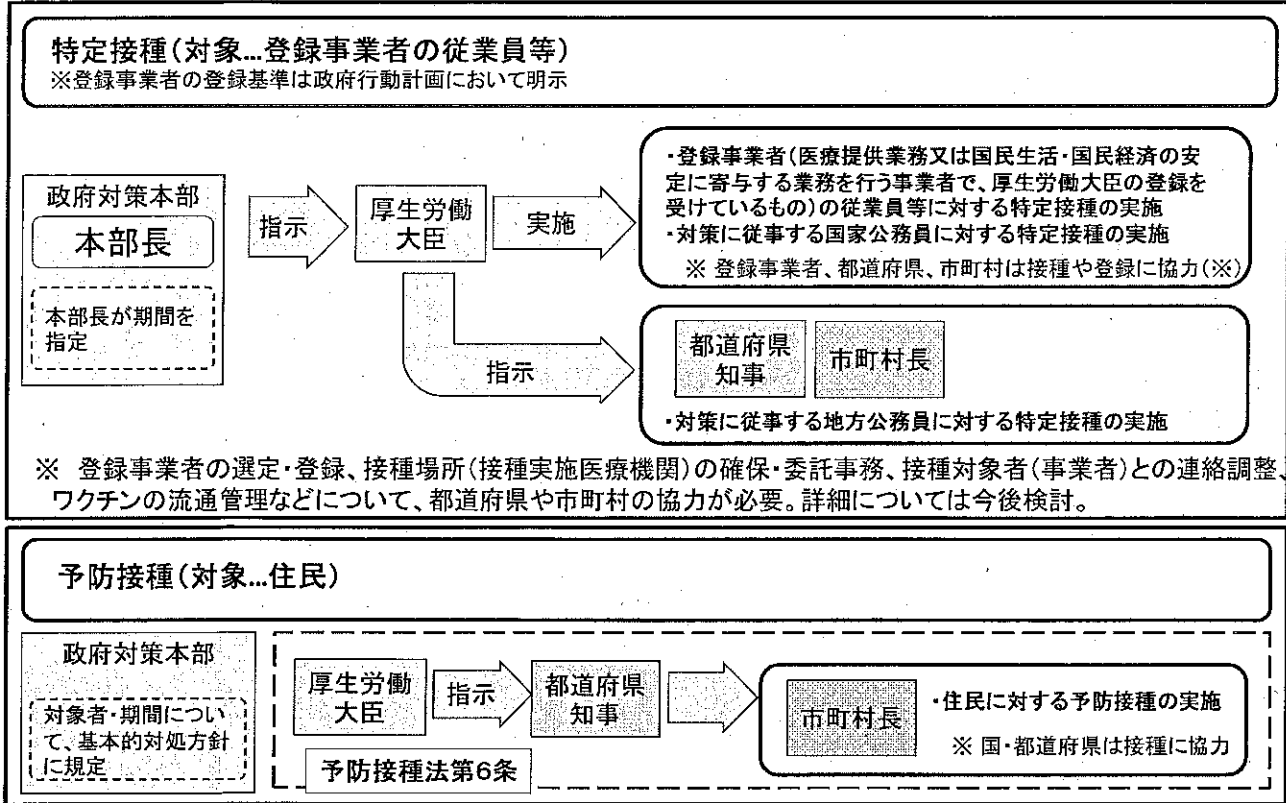 特定接種(対象…登録事業者の従業員等)
※登録事業者の登録基準は政府行動計画において明示
政府対策本部
本部長
本部長が期間を
指定
指示
厚生労働
大臣
実施
・登録事業者(医療提供業務又は国民生活・国民経済の安
定に寄与する業務を行う事業者で、厚生労働大臣の登録を
受けているもの)の従業員等に対する特定接種の実施
・対策に従事する国家公務員に対する特定接種の実施
※ 登録事業者、都道府県、市町村は接種や登録に協力(※)
指示
都道府県
知事
市町村長
・対策に従事する地方公務員に対する特定接種の実施
※ 登録事業者の選定・登録、接種場所(接種実施医療機関)の確保・委託事務、接種対象者(事業者)との連絡調整、
ワクチンの流通管理などについて、都道府県や市町村の協力が必要。詳細については今後検討。
予防接種(対象…住民)
政府対策本部
対象者・期間につい
て、基本的対処方針
に規定
厚生労働
大臣
指示
都道府県
知事
予防接種法第6条
市町村長
・住民に対する予防接種の実施
※ 国・都道府県は接種に協力